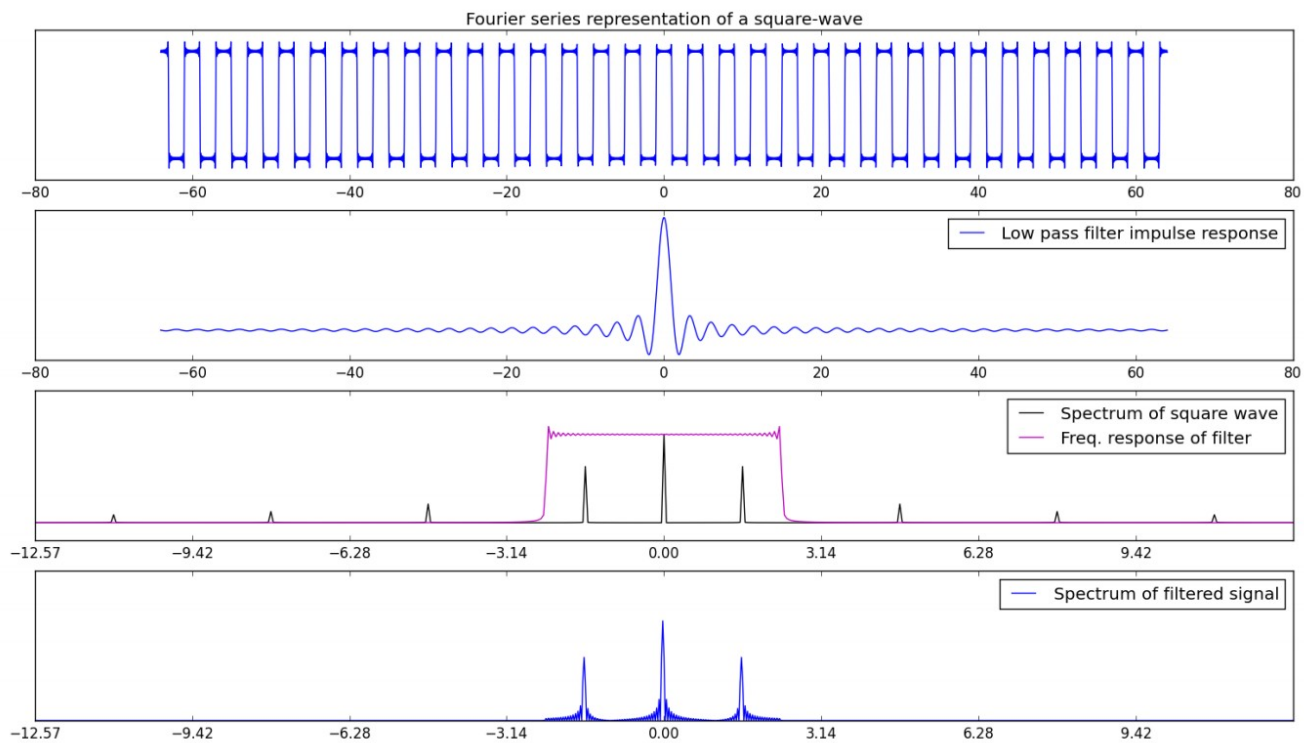 Fourier series representation of a square-wave
−80 −60 −40 −20 0 20 40 60 80
Low pass filter impulse response
−80 −60 −40 −20 0 20 40 60 80
Spectrum of square wave
Freq. response of filter
−12.57 −9.42 −6.28 −3.14 0.00 3.14 6.28 9.42
Spectrum of filtered signal
−12.57 −9.42 −6.28 −3.14 0.00 3.14 6.28 9.42